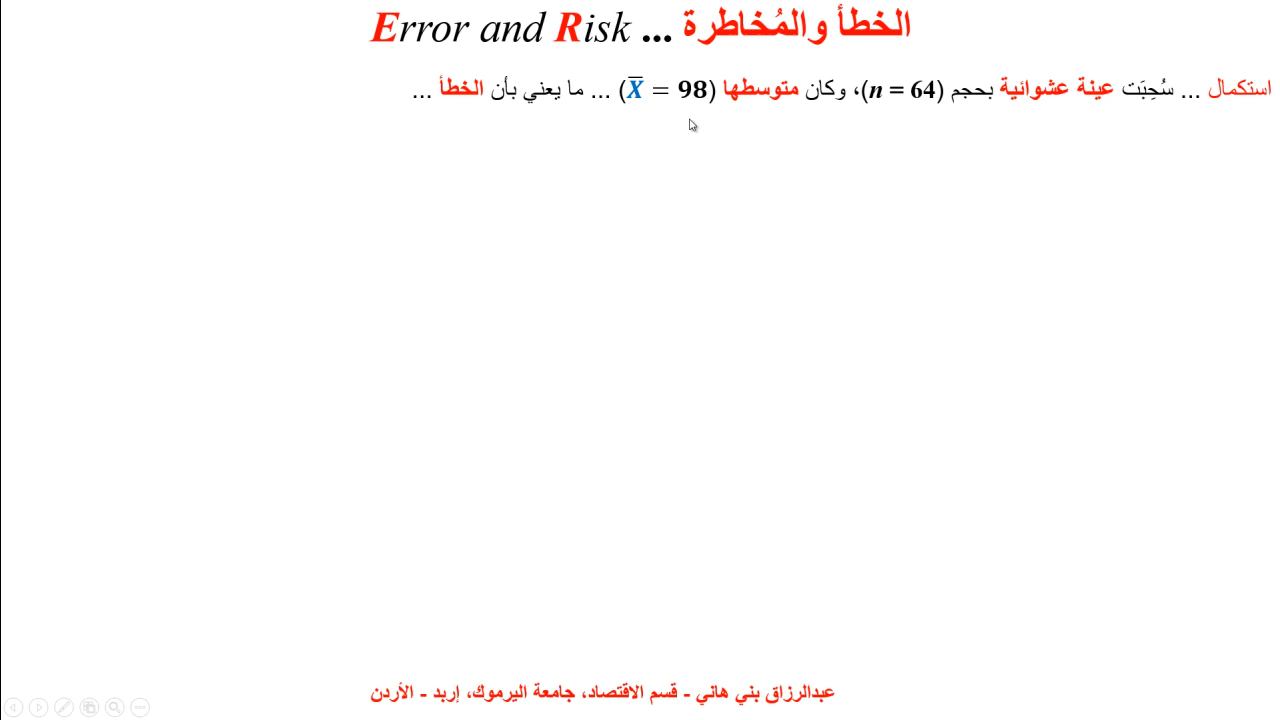 الخطأ والمُخاطرة ... Error and Risk
استكمال ... سُحِبَت عينة عشوائية بحجم (n = 64)، وكان متوسطها (X̅ = 98) ... ما يعني بأن الخطأ ...
عبدالرزاق بني هاني - قسم الاقتصاد، جامعة اليرموك، إربد - الأردن